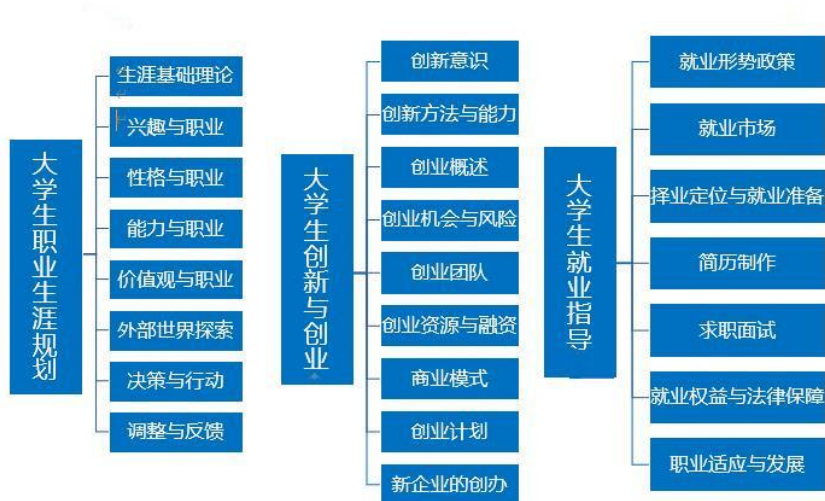 大学生职业生涯规划
生涯基础理论
兴趣与职业
性格与职业
能力与职业
价值观与职业
外部世界探索
决策与行动
调整与反馈
大学生创新与创业
创新意识
创新方法与能力
创业概述
创业机会与风险
创业团队
创业资源与融资
商业模式
创业计划
新企业的创办
大学生就业指导
就业形势政策
就业市场
择业定位与就业准备
简历制作
求职面试
就业权益与法律保障
职业适应与发展